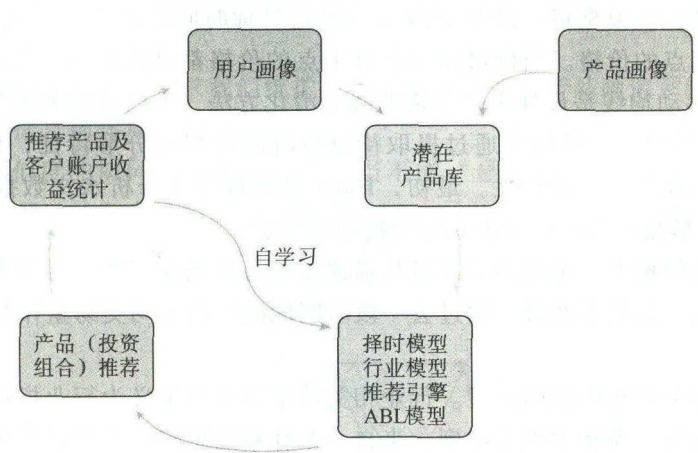 用户画像
产品画像
推荐产品及
客户账户收
益统计
潜在
产品库
自学习
产品（投资
组合）推荐
择时模型
行业模型
推荐引擎
ABL模型